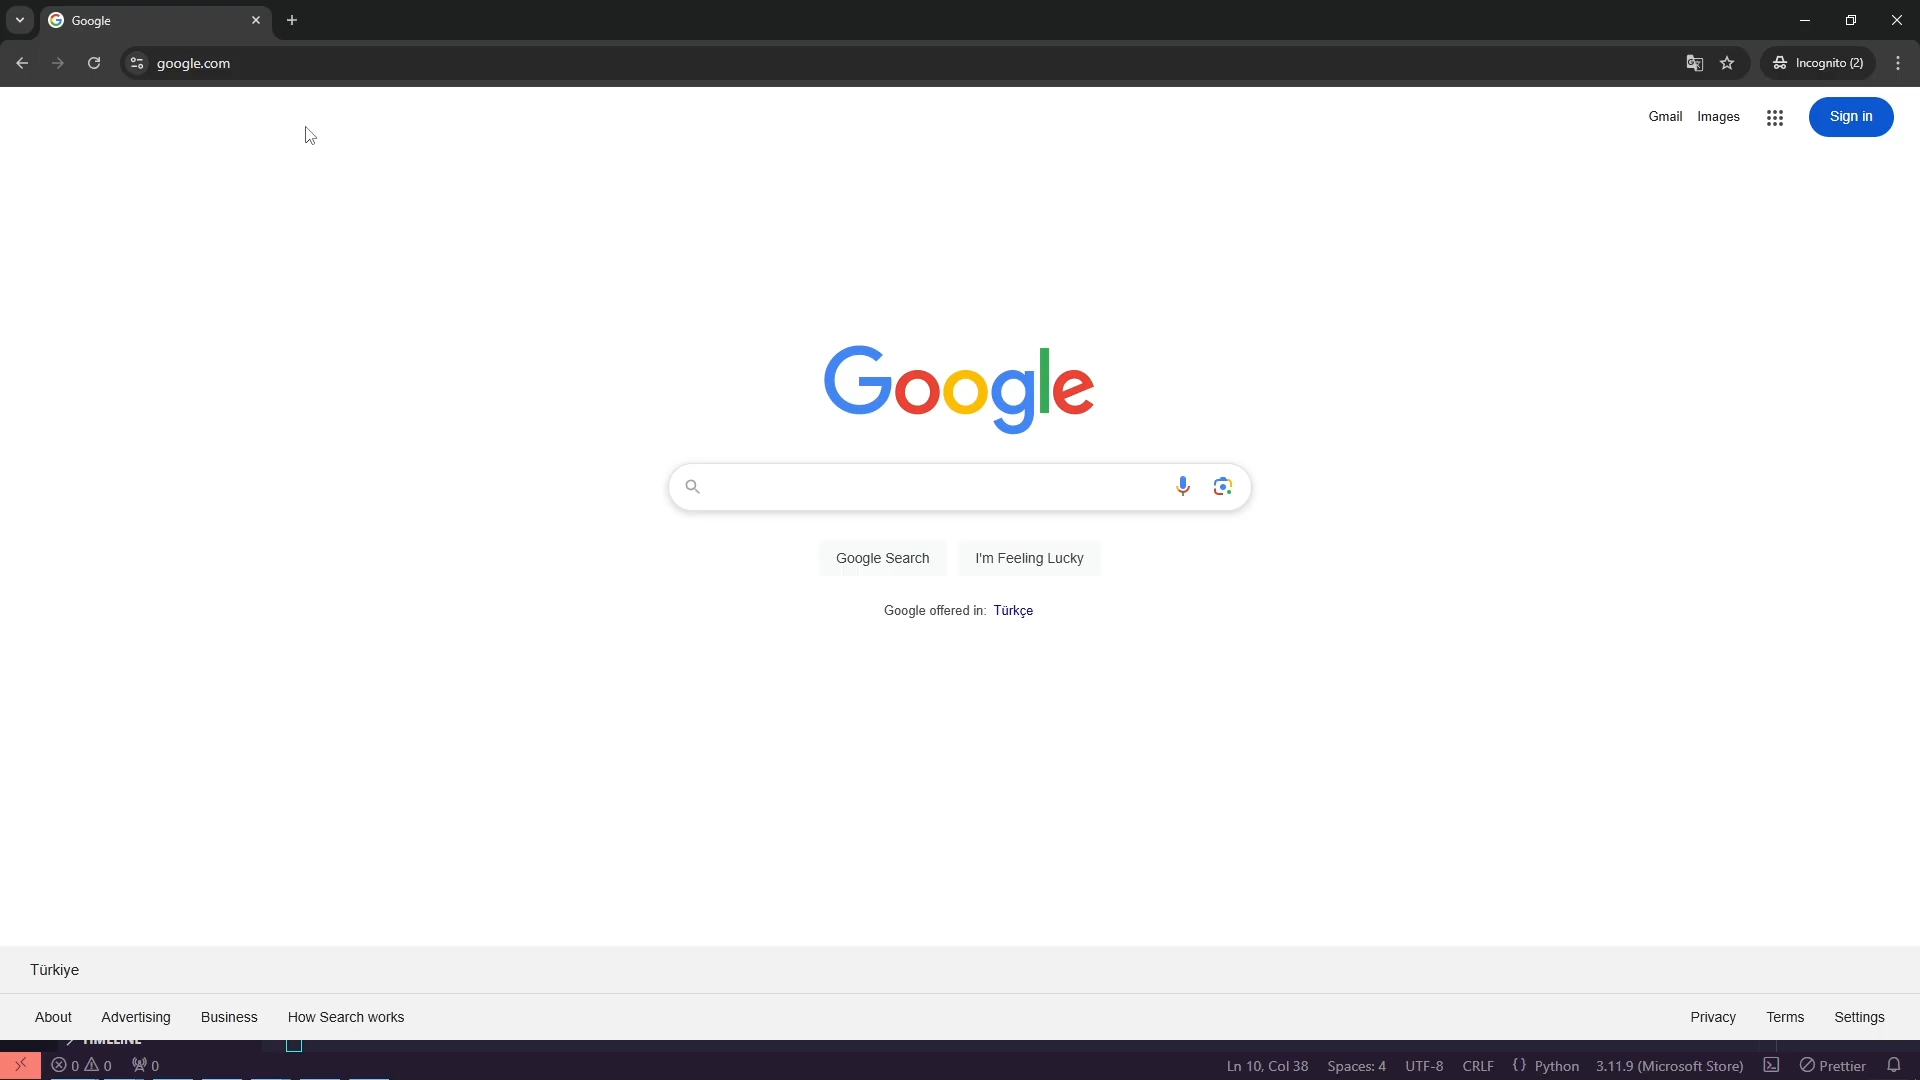 Google
google.com
Incognito (2)
Gmail Images Sign in
Google
Google Search I'm Feeling Lucky
Google offered in: Türkçe
Türkiye
About Advertising Business How Search works
Privacy Terms Settings
TIMELINE
0 0 0
Ln 10, Col 38 Spaces: 4 UTF-8 CRLF {} Python 3.11.9 (Microsoft Store) Prettier